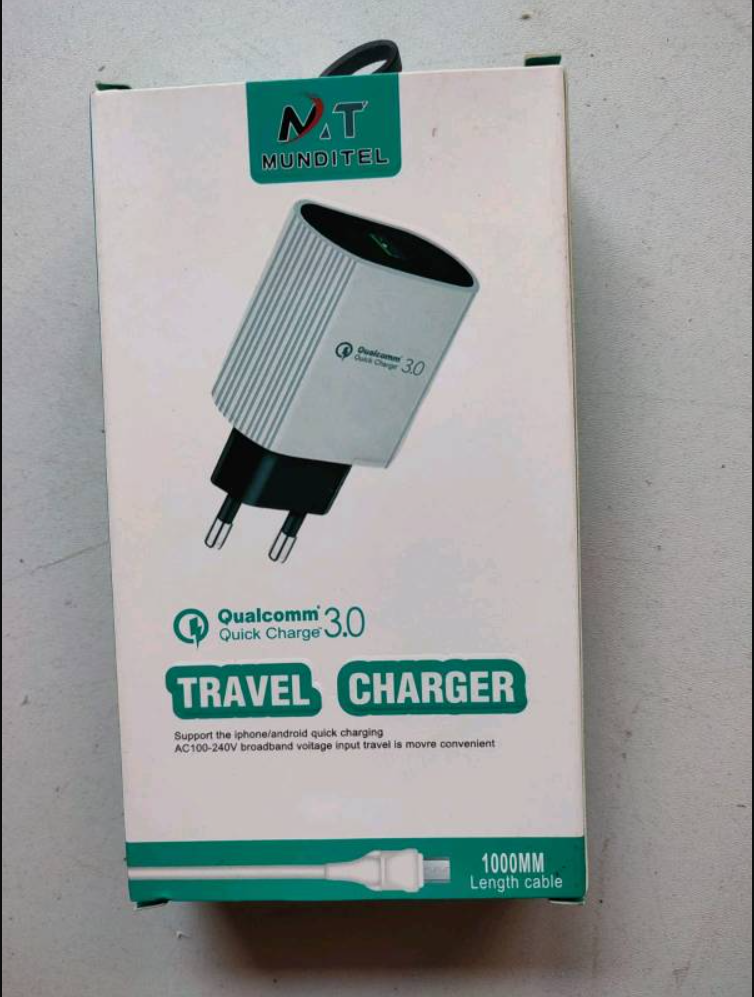 MT
MUNDITEL
Qualcomm
Quick Charge 3.0
Qualcomm
Quick Charge™ 3.0
TRAVEL CHARGER
Support the iphone/android quick charging
AC100-240V broadband voltage input travel is movre convenient
1000MM
Length cable